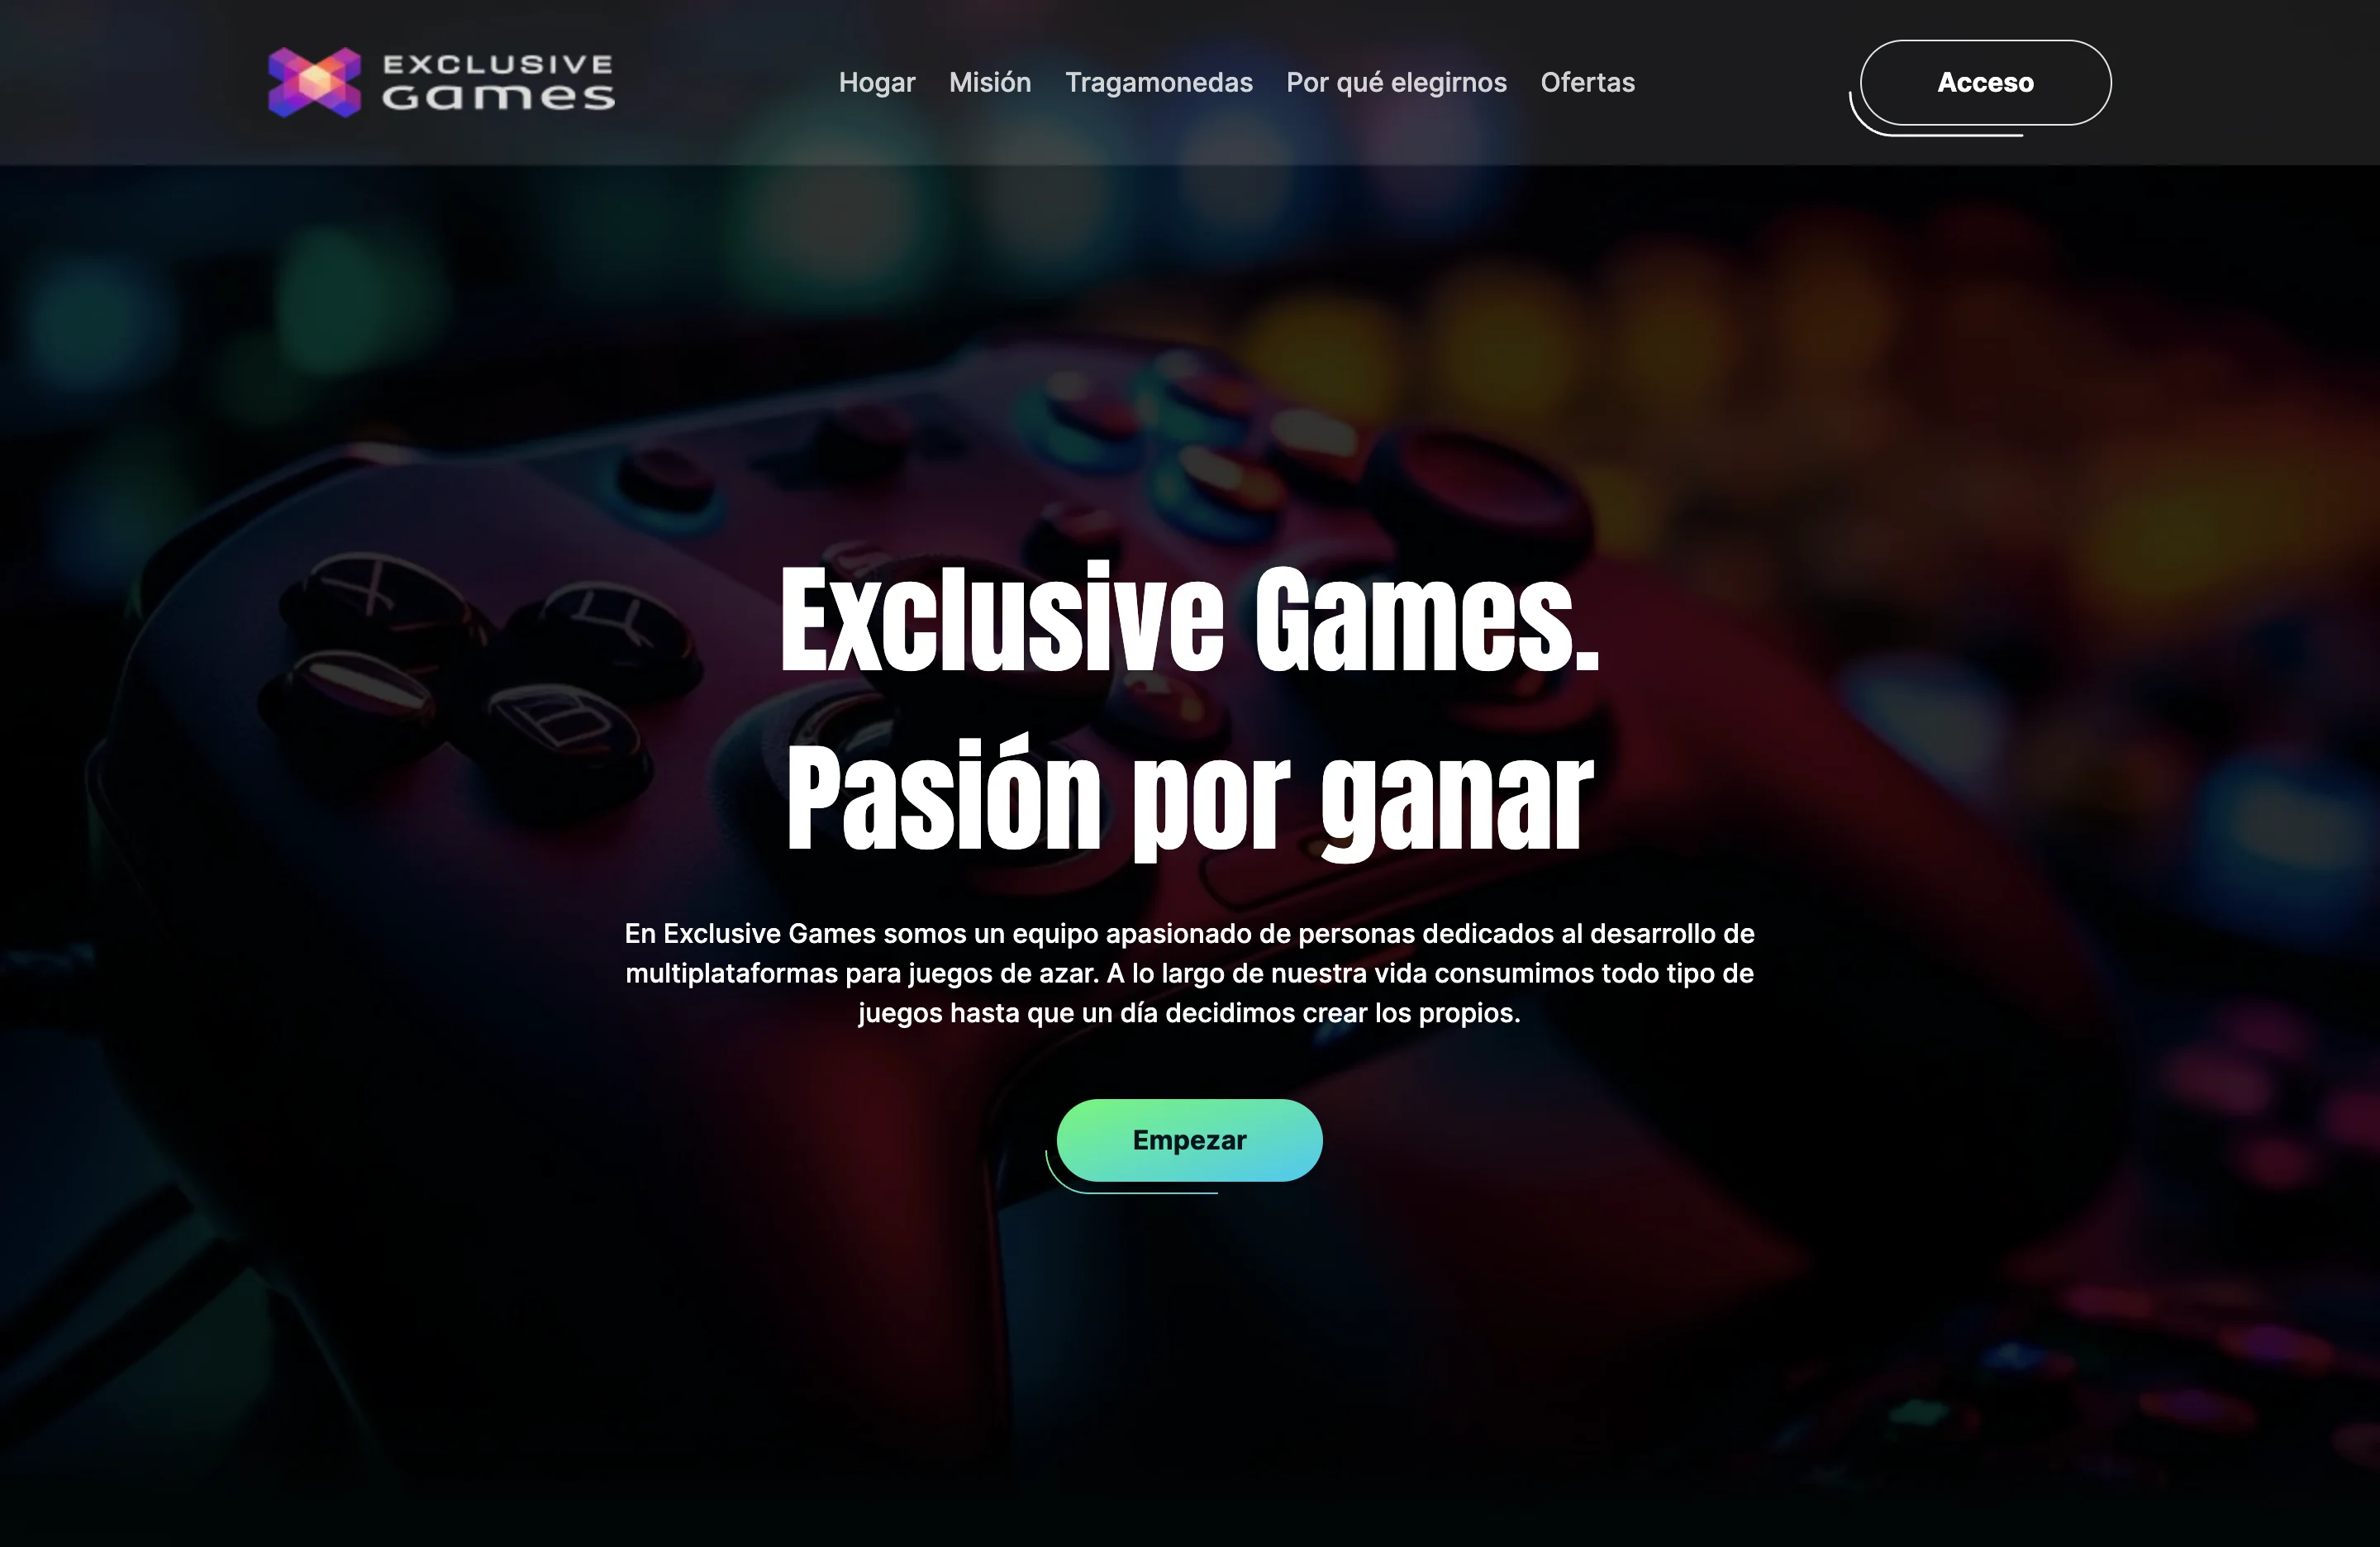 EXCLUSIVE
Games
Hogar Misión Tragamonedas Por qué elegirnos Ofertas
Acceso
X
Y
B
Exclusive Games.
Pasión por ganar
En Exclusive Games somos un equipo apasionado de personas dedicados al desarrollo de
multiplataformas para juegos de azar. A lo largo de nuestra vida consumimos todo tipo de
juegos hasta que un día decidimos crear los propios.
Empezar